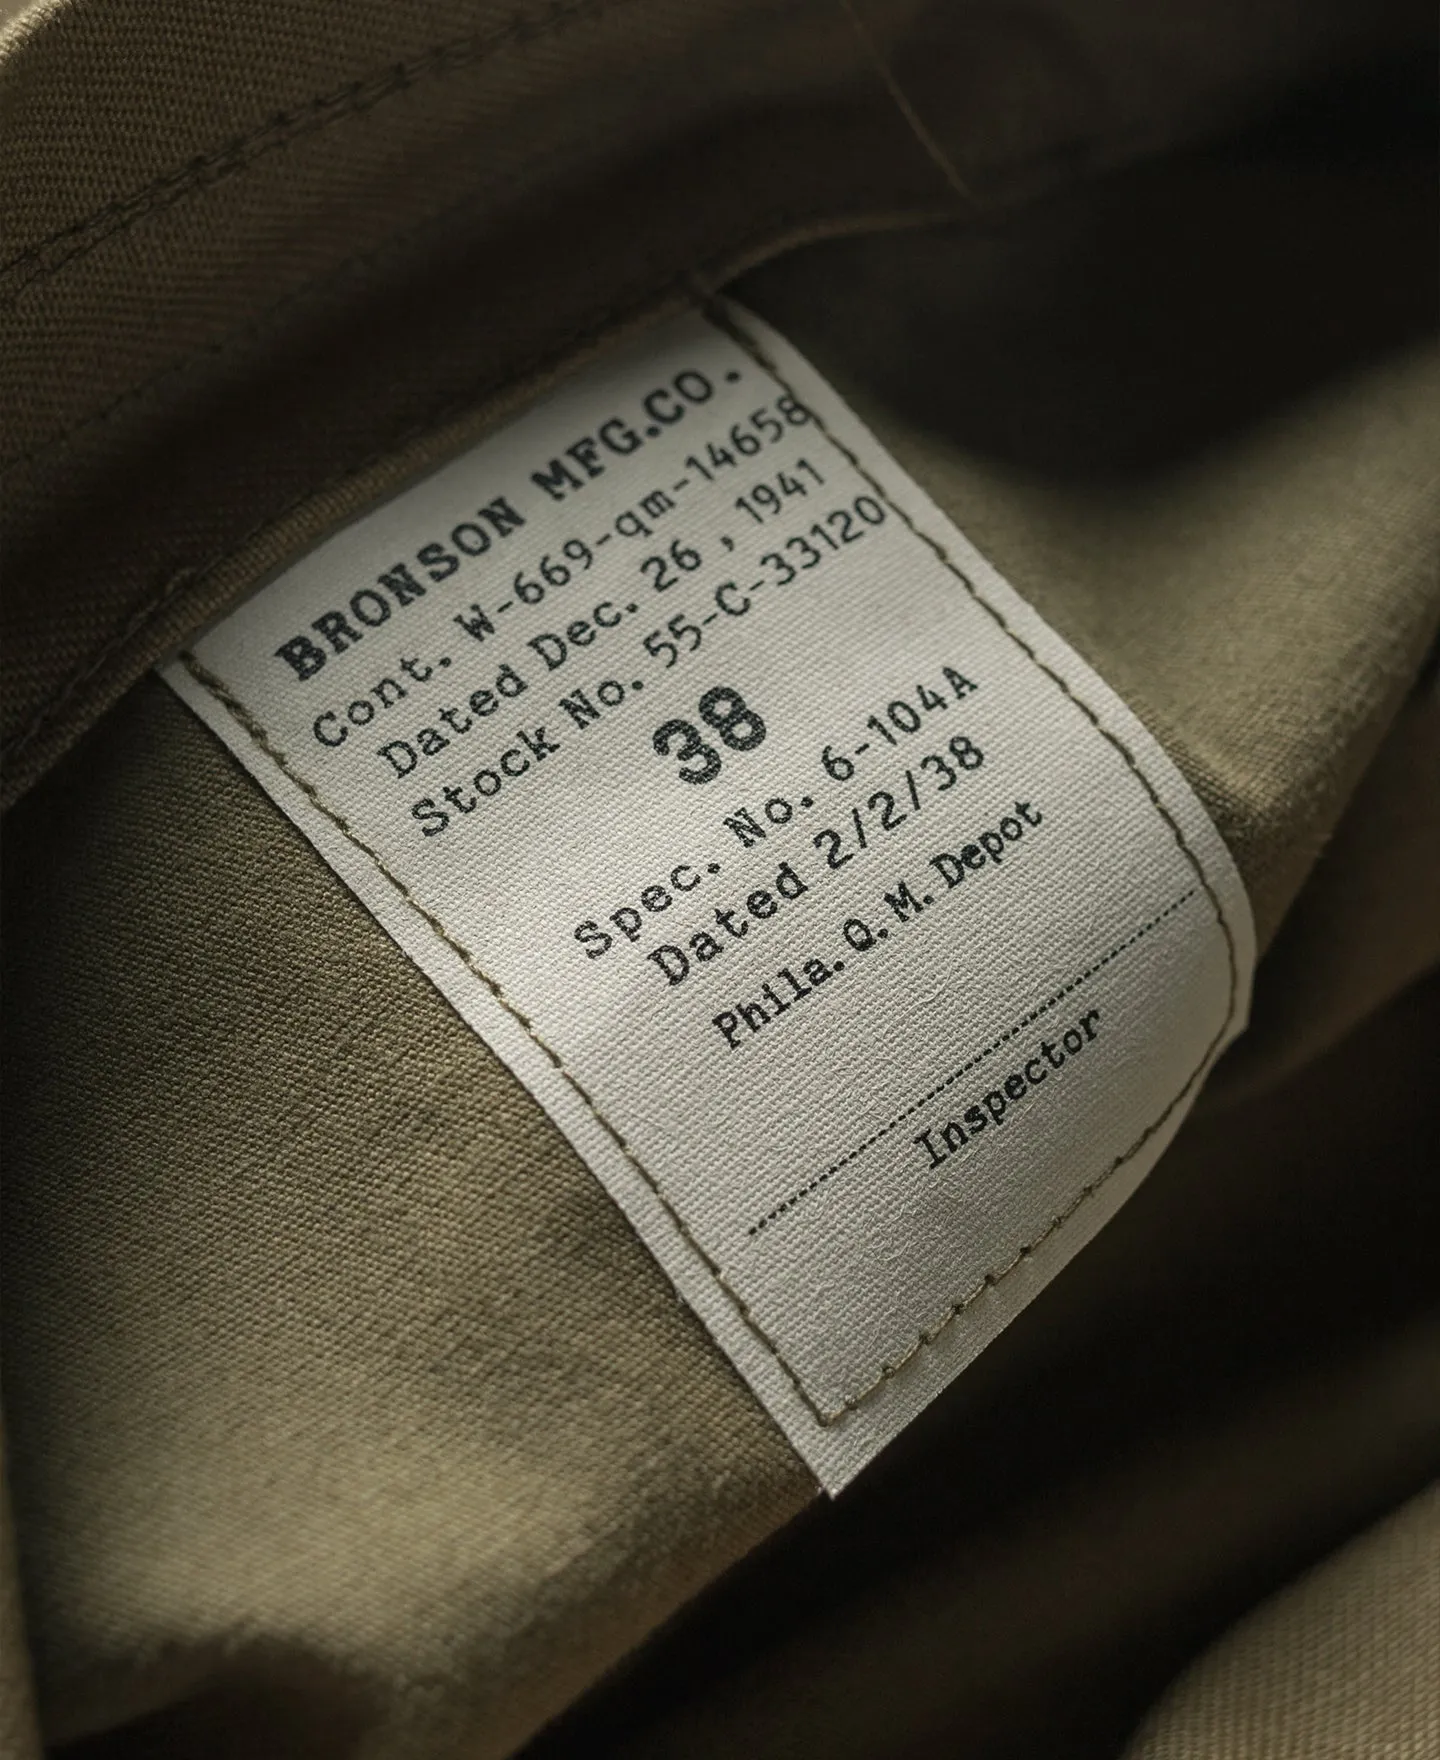 BRONSON MFG.CO.
Cont. W-669-qm-14658
Dated Dec. 26, 1941
Stock No. 55-C-33120
38
Spec. No. 6-104A
Dated 2/2/38
Phila. Q. M. Depot
Inspector